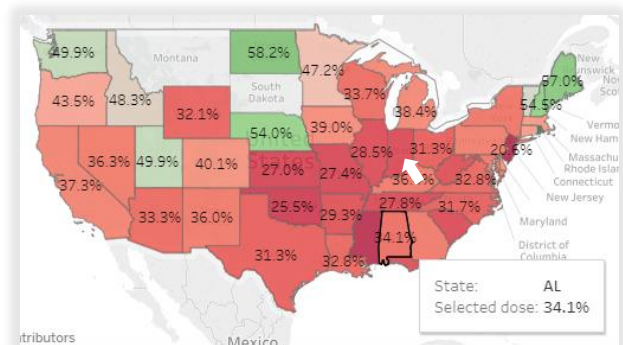 49.9%
Montana
58.2%
47.2%
New
57.0%
43.5%
48.3%
South
Dakota
33.7%
38.4%
54.5%
32.1%
39.0%
Vermo
New Ham
54.0%
United
States
28.5%
31.3%
20.6%
Massachu
Rhode Islan
Connecticut
New Jersey
36.3%
49.9%
40.1%
27.0%
27.4%
32.8%
37.3%
33.3%
36.0%
25.5%
29.3%
27.8%
31.7%
Maryland
34.1%
District of
Columbia
31.3%
32.8%
State: AL
Selected dose: 34.1%
Mexico
tributors